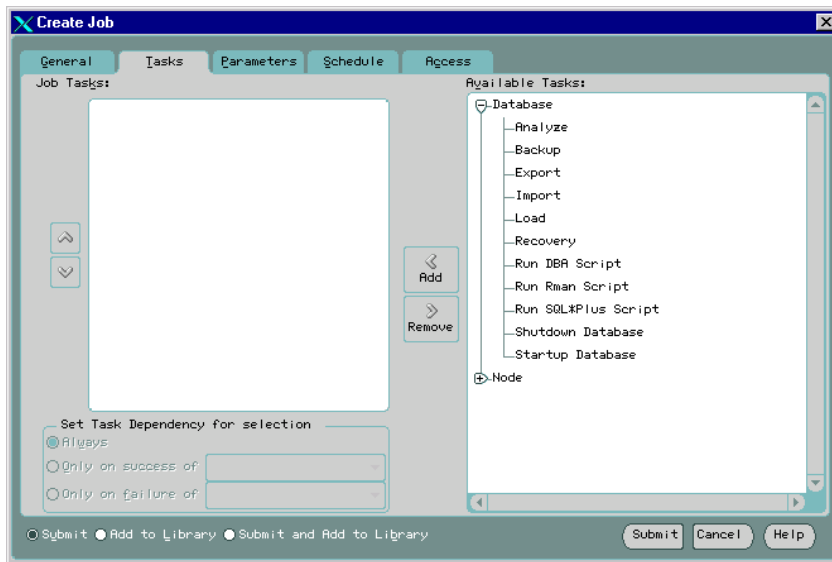 Create Job
General Tasks Parameters Schedule Access
Job Tasks:
Available Tasks:
Database
Analyze
Backup
Export
Import
Load
Recovery
Run DBA Script
Run Rman Script
Run SQL*Plus Script
Shutdown Database
Startup Database
Node
Add
Remove
Set Task Dependency for selection
Always
Only on success of
Only on failure of
Submit Add to Library Submit and Add to Library
Submit Cancel Help